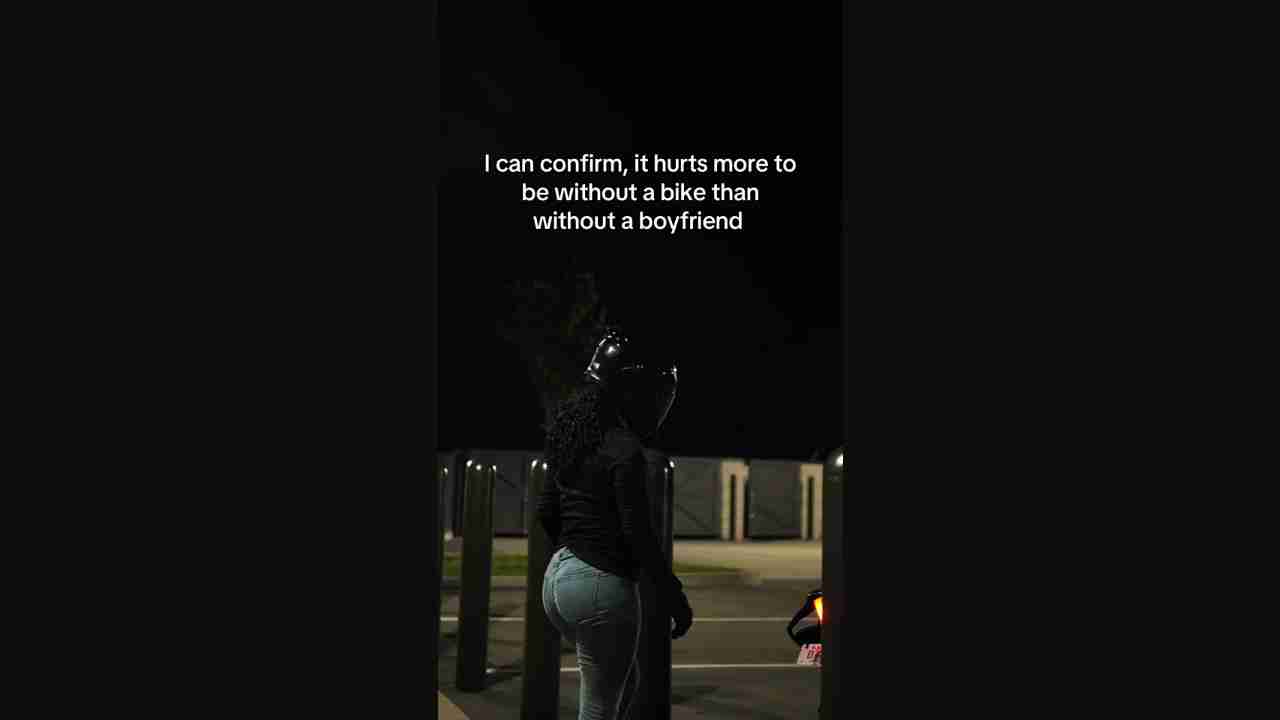 I can confirm, it hurts more to
be without a bike than
without a boyfriend